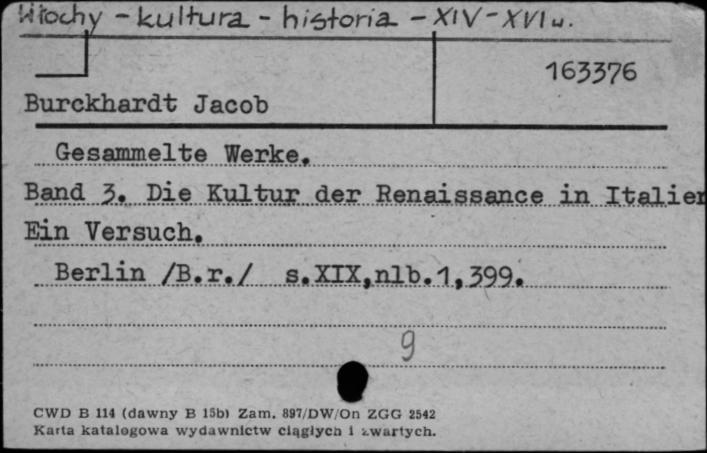 Włochy - kultura - historia - XIV-XVI w.
163376
Burckhardt Jacob
Gesammelte Werke.
Band 3. Die Kultur der Renaissance in Italien
Ein Versuch.
Berlin /B.r./ s.XIX,nlb.1,399.
9
CWD B 114 (dawny B 15b) Zam. 897/DW/On ZGG 2542
Karta katalogowa wydawnictw ciągłych i zwartych.